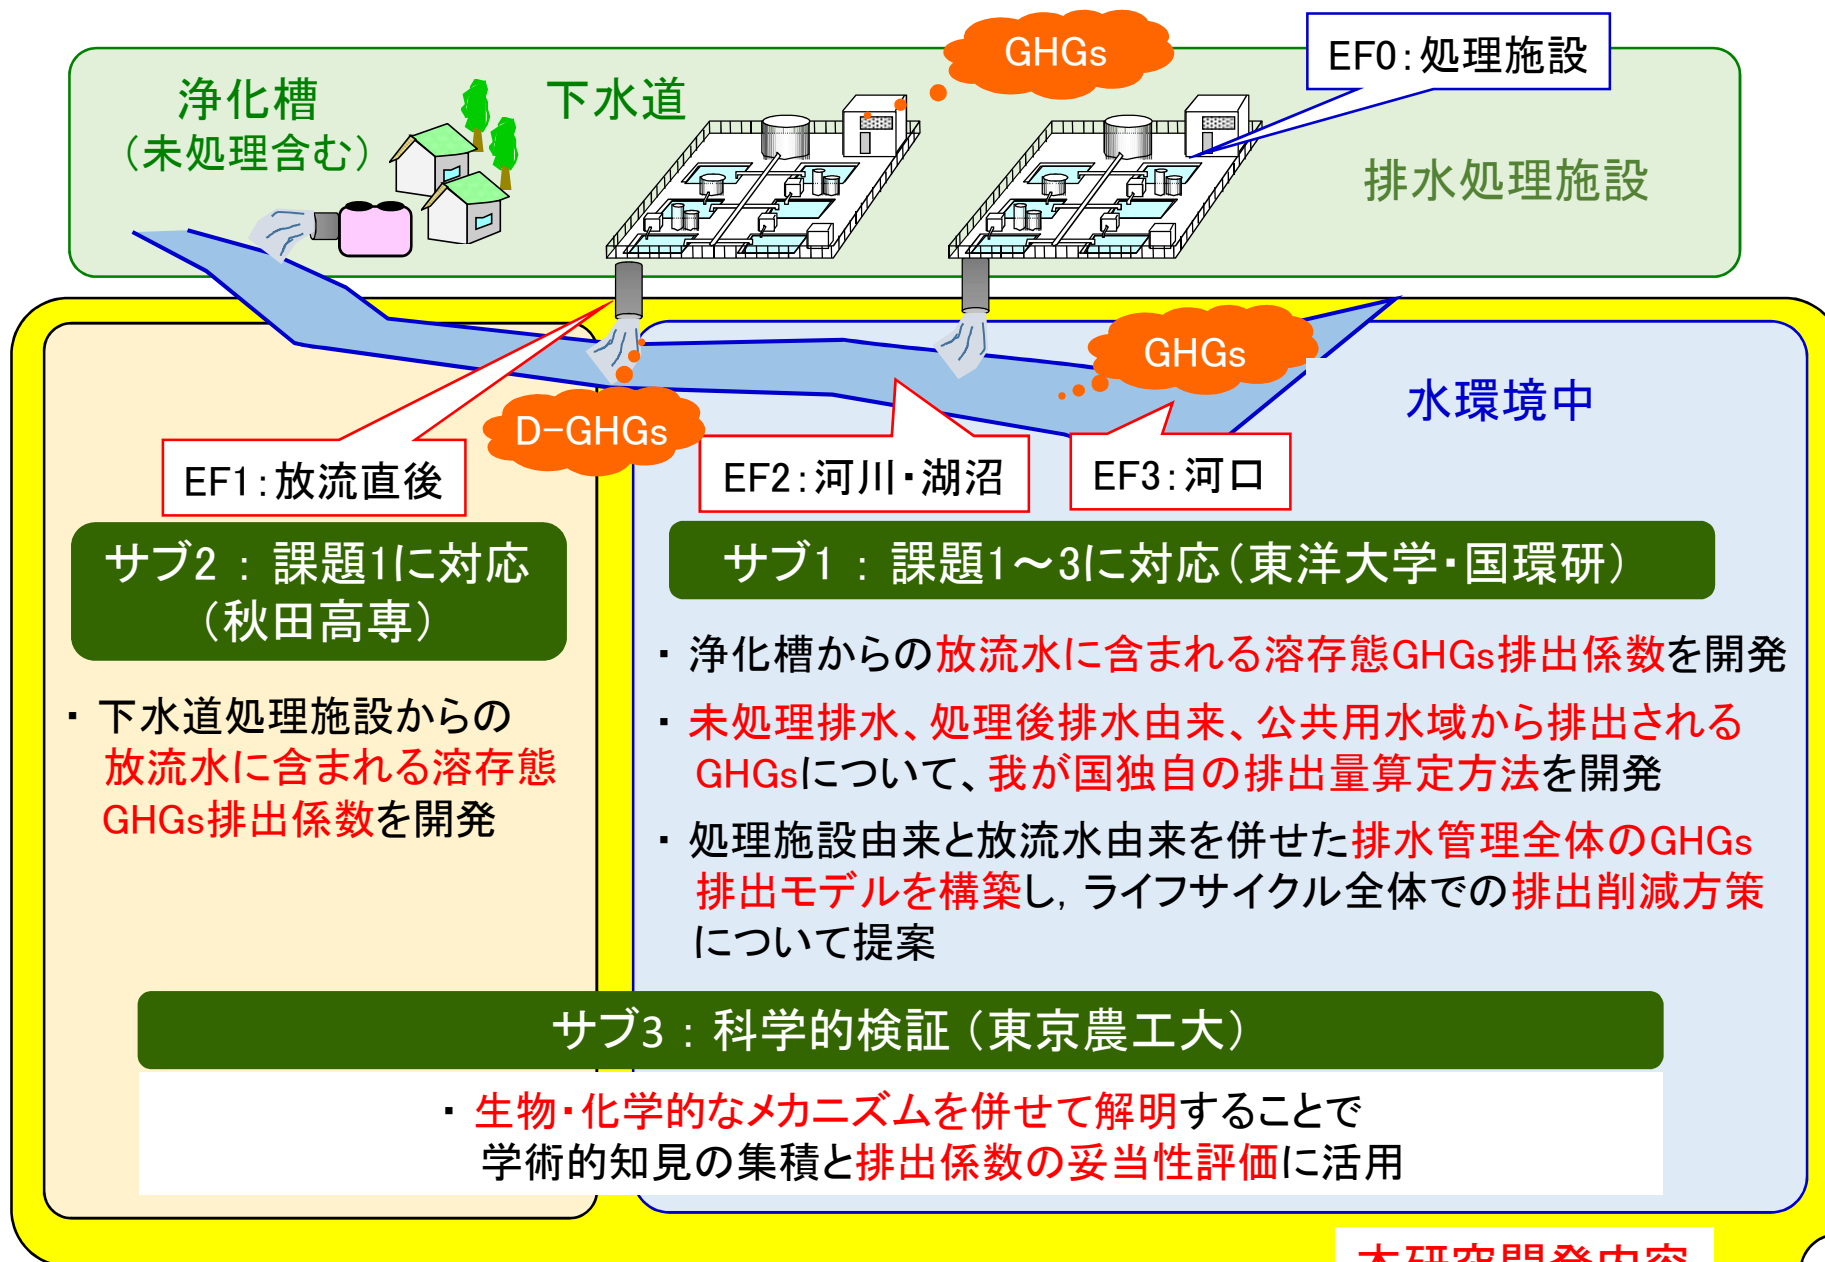 GHGs
EF0：処理施設
浄化槽
（未処理含む）
下水道
排水処理施設
GHGs
水環境中
D-GHGs
EF1：放流直後
EF2：河川・湖沼
EF3：河口
サブ2 ： 課題1に対応
（秋田高専）
・ 下水道処理施設からの
放流水に含まれる溶存態
GHGs排出係数を開発
サブ1 ： 課題1～3に対応（東洋大学・国環研）
・ 浄化槽からの放流水に含まれる溶存態GHGs排出係数を開発
・ 未処理排水、処理後排水由来、公共用水域から排出される
GHGsについて、我が国独自の排出量算定方法を開発
・ 処理施設由来と放流水由来を併せた排水管理全体のGHGs
排出モデルを構築し，ライフサイクル全体での排出削減方策
について提案
サブ3 ： 科学的検証（東京農工大）
・ 生物・化学的なメカニズムを併せて解明することで
学術的知見の集積と排出係数の妥当性評価に活用
本研究開発内容